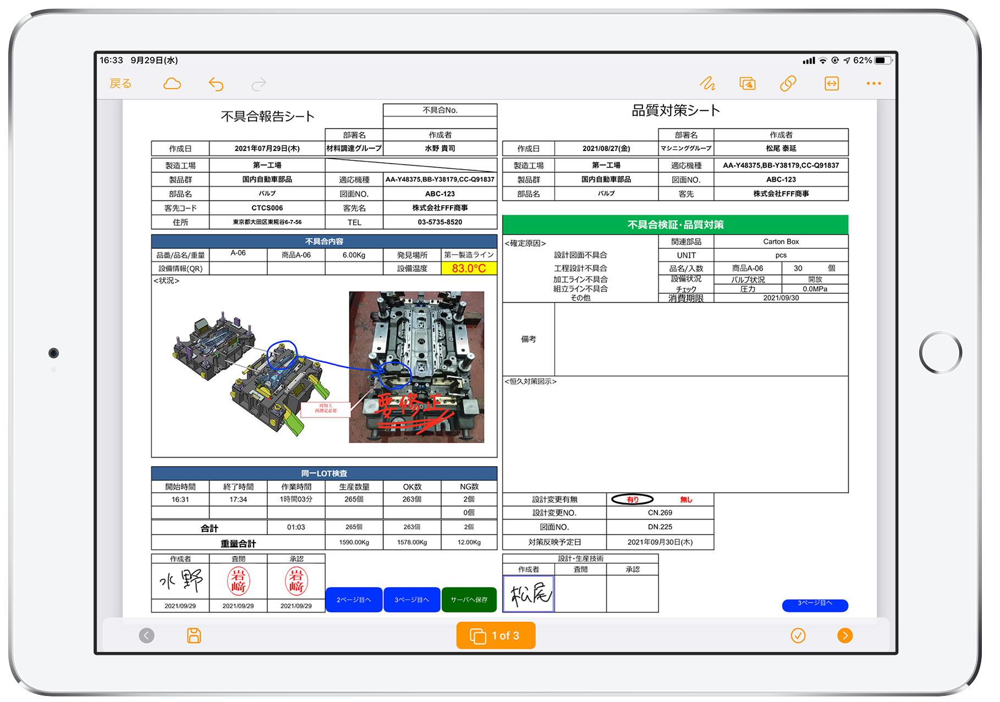 16:33 9月29日(水)
62%
戻る
不具合報告シート
不具合No.
部署名 作成者
作成日 2021年07月29日(木) 材料調達グループ 水野 貴司
製造工場 第一工場
製品群 国内自動車部品 適応機種 AA-Y48375,BB-Y38179,CC-Q91837
部品名 バルブ 図面NO. ABC-123
客先コード CTCS006 客先名 株式会社FFF商事
住所 東京都大田区東糀谷6-7-56 TEL 03-5735-8520
不具合内容
品番/品名/重量 A-06 商品A-06 6.00Kg 発見場所 第一製造ライン
設備情報(QR) 設備温度 83.0°C
<状況>
再加工
再測定必要
要修正
同一LOT検査
開始時間 終了時間 作業時間 生産数量 OK数 NG数
16:31 17:34 1時間03分 265個 263個 2個
0個
合計 01:03 265個 263個 2個
重量合計 1590.00Kg 1578.00Kg 12.00Kg
作成者 査閲 承認
水野 岩﨑 岩﨑
2021/09/29 2021/09/29 2021/09/29
2ページ目へ 3ページ目へ サーバへ保存
品質対策シート
部署名 作成者
作成日 2021/08/27(金) マシニンググループ 松尾 泰延
製造工場 第一工場 適応機種 AA-Y48375,BB-Y38179,CC-Q91837
製品群 国内自動車部品 図面NO. ABC-123
部品名 バルブ 客先 株式会社FFF商事
不具合検証・品質対策
<確定原因>
設計図面不具合
工程設計不具合
加工ライン不具合
組立ライン不具合
その他
関連部品 Carton Box
UNIT pcs
品名/入数 商品A-06 30 個
設備状況 バルブ状況 開放
チェック 圧力 0.0MPa
消費期限 2021/09/30
備考
<恒久対策図示>
設計変更有無 有り 無し
設計変更NO. CN.269
図面NO. DN.225
対策反映予定日 2021年09月30日(木)
設計・生産技術
作成者 査閲 承認
松尾
3ページ目へ
1 of 3